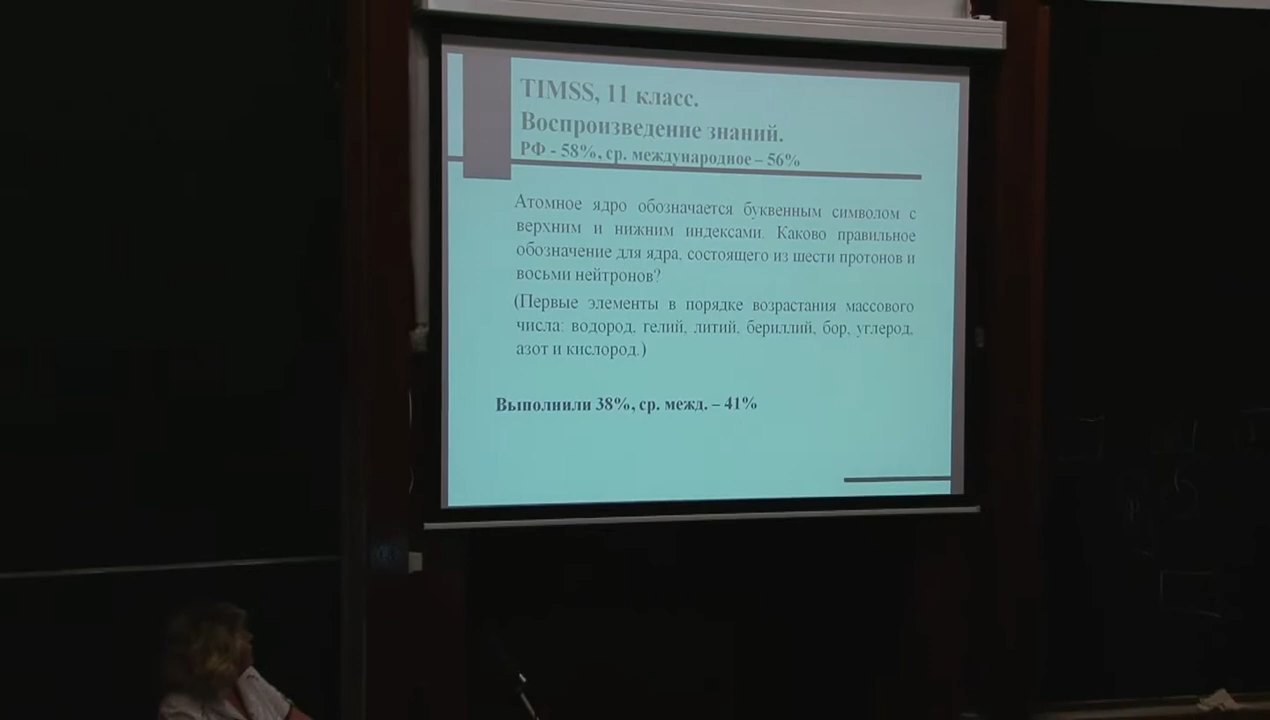 TIMSS, 11 класс.
Воспроизведение знаний.
РФ - 58%, ср. международное – 56%
Атомное ядро обозначается буквенным символом с
верхним и нижним индексами. Каково правильное
обозначение для ядра, состоящего из шести протонов и
восьми нейтронов?
(Первые элементы в порядке возрастания массового
числа: водород, гелий, литий, бериллий, бор, углерод,
азот и кислород.)
Выполнили 38%, ср. межд. – 41%